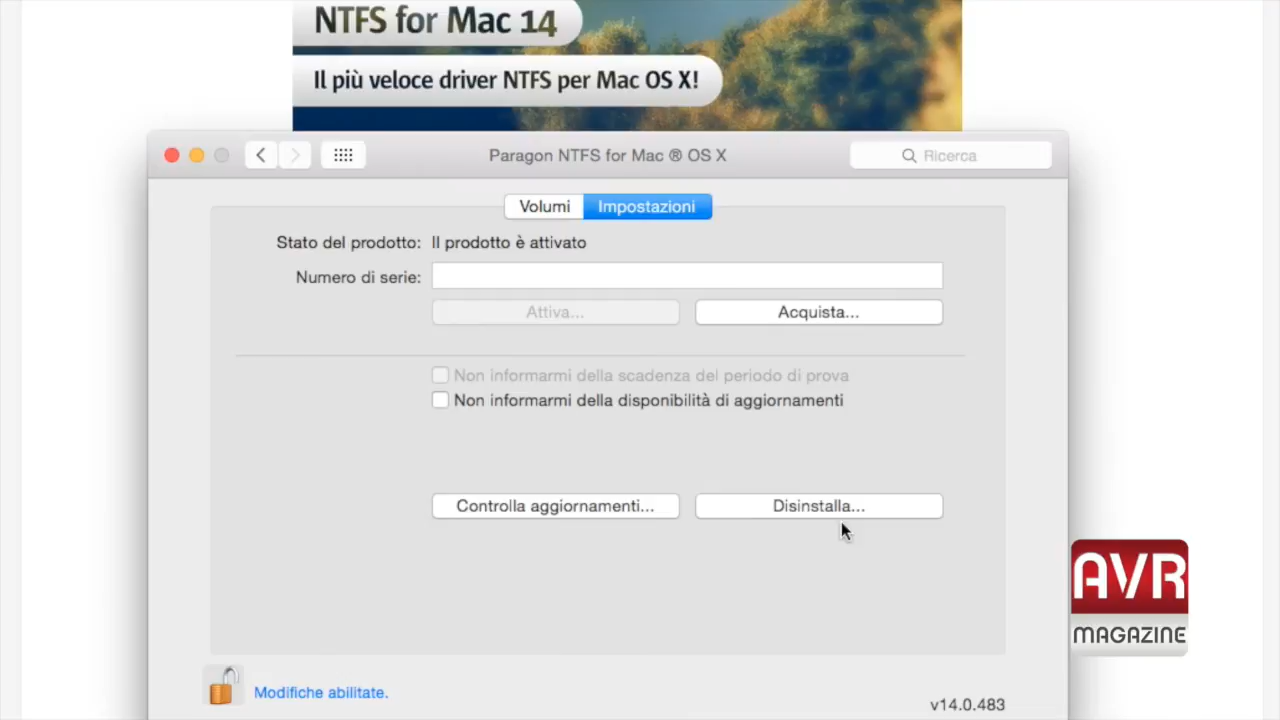 NTFS for Mac 14
Il più veloce driver NTFS per Mac OS X!
Paragon NTFS for Mac ® OS X
Ricerca
Volumi
Impostazioni
Stato del prodotto: Il prodotto è attivato
Numero di serie:
Attiva...
Acquista...
Non informarmi della scadenza del periodo di prova
Non informarmi della disponibilità di aggiornamenti
Controlla aggiornamenti...
Disinstalla...
AVR
MAGAZINE
Modifiche abilitate.
v14.0.483